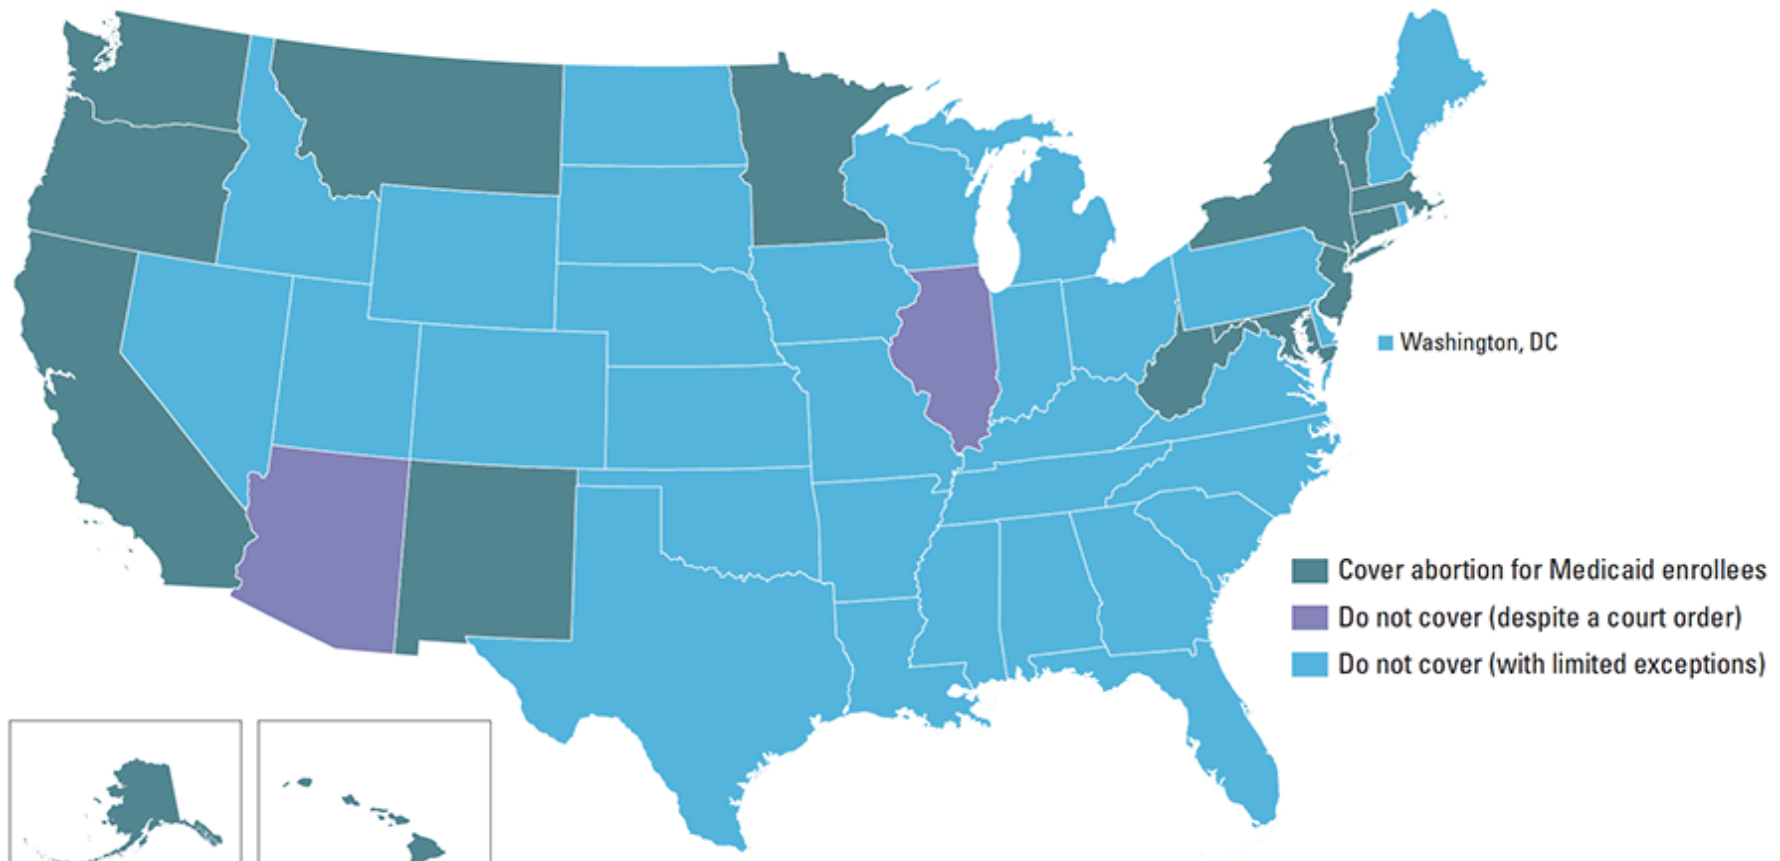 Washington, DC
Cover abortion for Medicaid enrollees
Do not cover (despite a court order)
Do not cover (with limited exceptions)